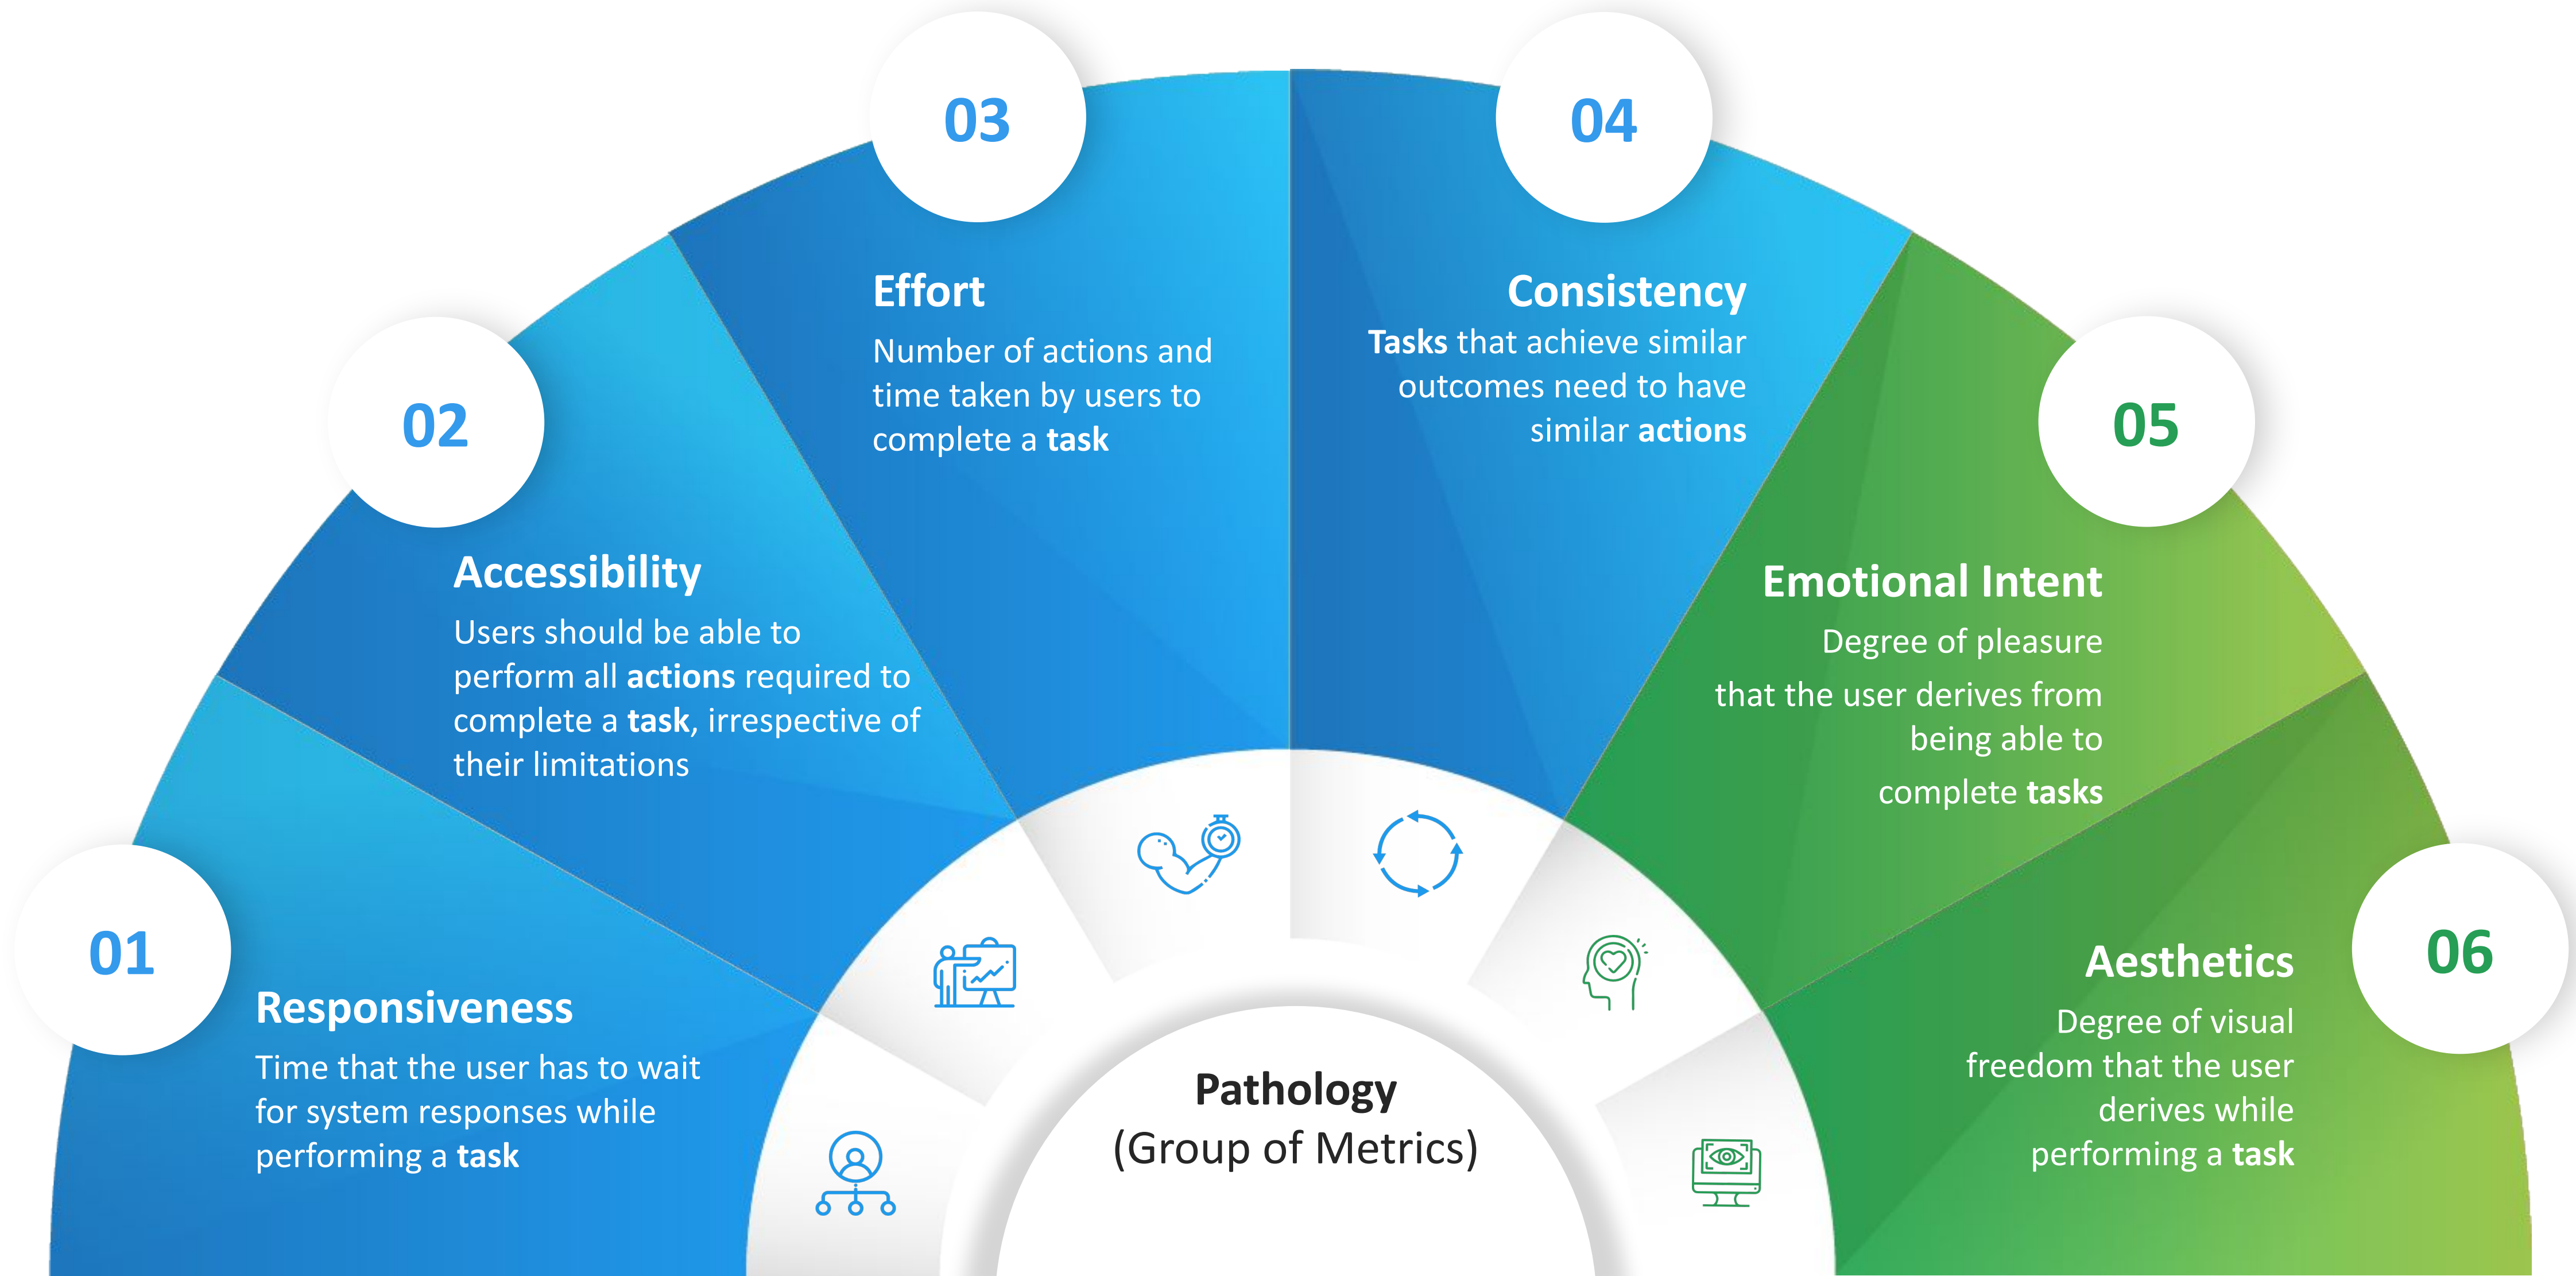 01
Responsiveness
Time that the user has to wait
for system responses while
performing a task
02
Accessibility
Users should be able to
perform all actions required to
complete a task, irrespective of
their limitations
03
Effort
Number of actions and
time taken by users to
complete a task
04
Consistency
Tasks that achieve similar
outcomes need to have
similar actions
05
Emotional Intent
Degree of pleasure
that the user derives from
being able to
complete tasks
06
Aesthetics
Degree of visual
freedom that the user
derives while
performing a task
Pathology
(Group of Metrics)